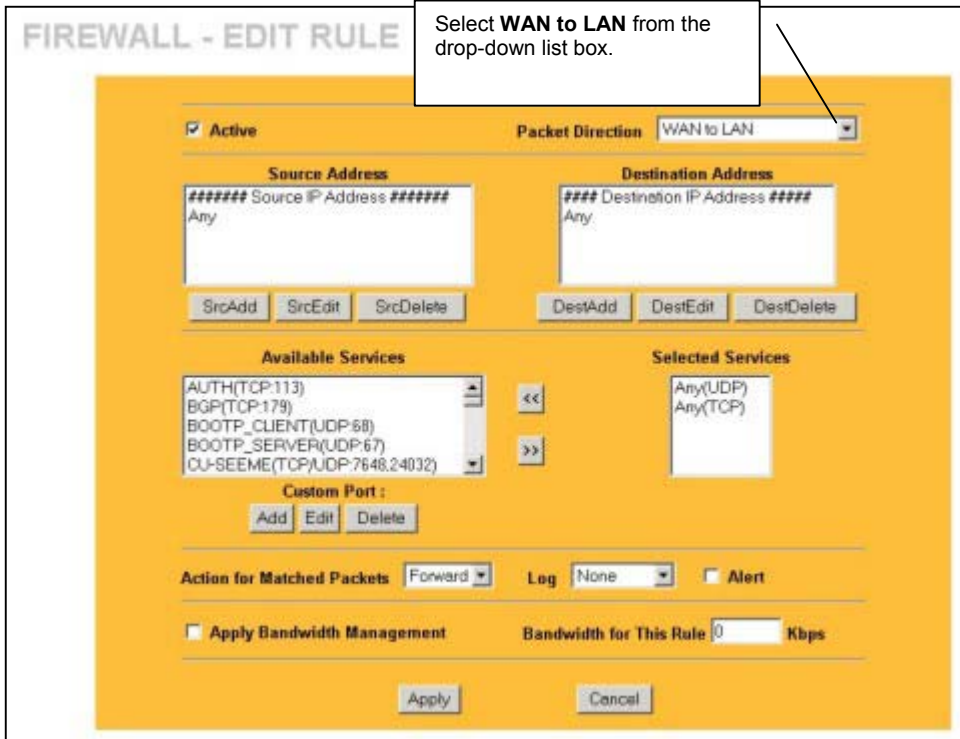 FIREWALL - EDIT RULE
Select WAN to LAN from the
drop-down list box.
Active
Packet Direction WAN to LAN
Source Address
####### Source IP Address #######
Any
Destination Address
#### Destination IP Address #####
Any
SrcAdd SrcEdit SrcDelete
DestAdd DestEdit DestDelete
Available Services
AUTH(TCP:113)
BGP(TCP:179)
BOOTP_CLIENT(UDP:68)
BOOTP_SERVER(UDP:67)
CU-SEEME(TCP/UDP:7648,24032)
<<
>>
Selected Services
Any(UDP)
Any(TCP)
Custom Port :
Add Edit Delete
Action for Matched Packets Forward Log None Alert
Apply Bandwidth Management Bandwidth for This Rule 0 Kbps
Apply Cancel